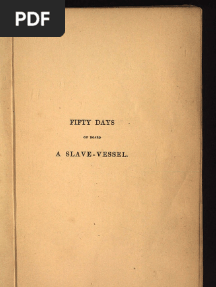 PDF
FIFTY DAYS
ON BOARD
A SLAVE-VESSEL.